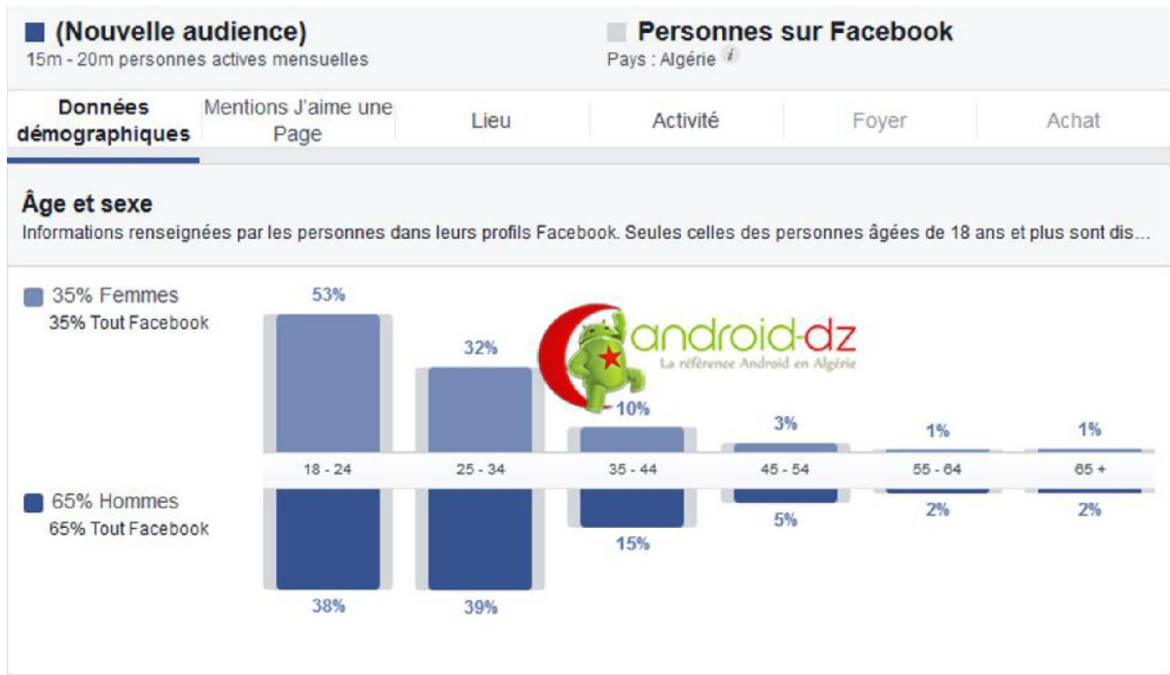 (Nouvelle audience)
15m - 20m personnes actives mensuelles
Personnes sur Facebook
Pays : Algérie i
Données démographiques
Mentions J'aime une Page
Lieu
Activité
Foyer
Achat
Âge et sexe
Informations renseignées par les personnes dans leurs profils Facebook. Seules celles des personnes âgées de 18 ans et plus sont dis...
35% Femmes
35% Tout Facebook
53%
32%
10%
3%
1%
1%
android-dz
La référence Android en Algérie
18 - 24
25 - 34
35 - 44
45 - 54
55 - 64
65 +
65% Hommes
65% Tout Facebook
38%
39%
15%
5%
2%
2%